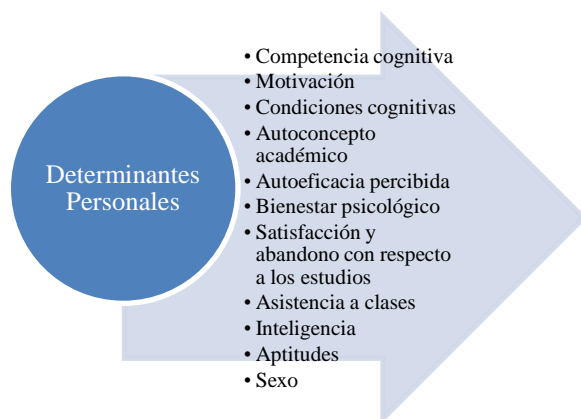 Determinantes
Personales
• Competencia cognitiva
• Motivación
• Condiciones cognitivas
• Autoconcepto
académico
• Autoeficacia percibida
• Bienestar psicológico
• Satisfacción y
abandono con respecto
a los estudios
• Asistencia a clases
• Inteligencia
• Aptitudes
• Sexo